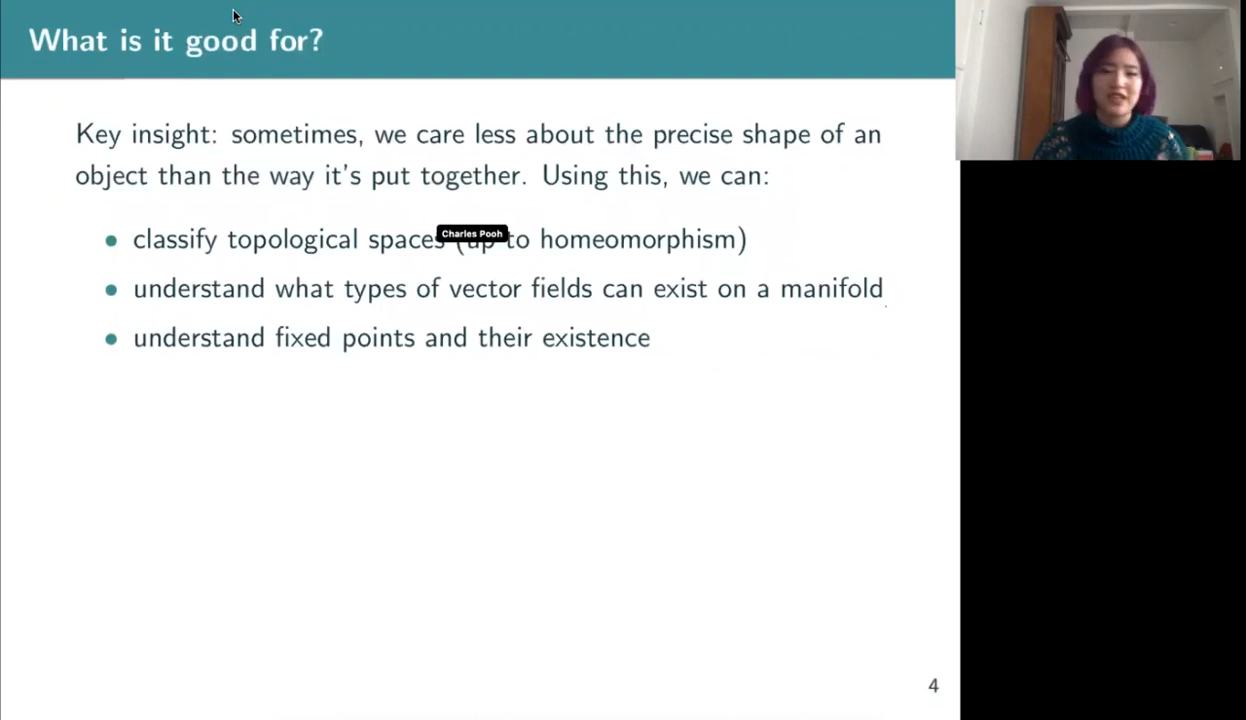 What is it good for?
Key insight: sometimes, we care less about the precise shape of an
object than the way it's put together. Using this, we can:
• classify topological spaces (up to homeomorphism)
Charles Pooh
• understand what types of vector fields can exist on a manifold
• understand fixed points and their existence
4